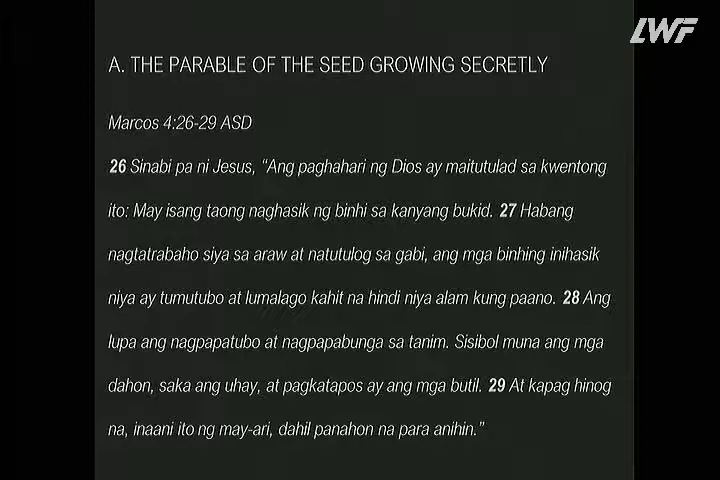 LWF
A. THE PARABLE OF THE SEED GROWING SECRETLY
Marcos 4:26-29 ASD
26 Sinabi pa ni Jesus, “Ang paghahari ng Dios ay maitutulad sa kwentong
ito: May isang taong naghasik ng binhi sa kanyang bukid. 27 Habang
nagtatrabaho siya sa araw at natutulog sa gabi, ang mga binhing inihasik
niya ay tumutubo at lumalago kahit na hindi niya alam kung paano. 28 Ang
lupa ang nagpapatubo at nagpapabunga sa tanim. Sisibol muna ang mga
dahon, saka ang uhay, at pagkatapos ay ang mga butil. 29 At kapag hinog
na, inaani ito ng may-ari, dahil panahon na para anihin.”